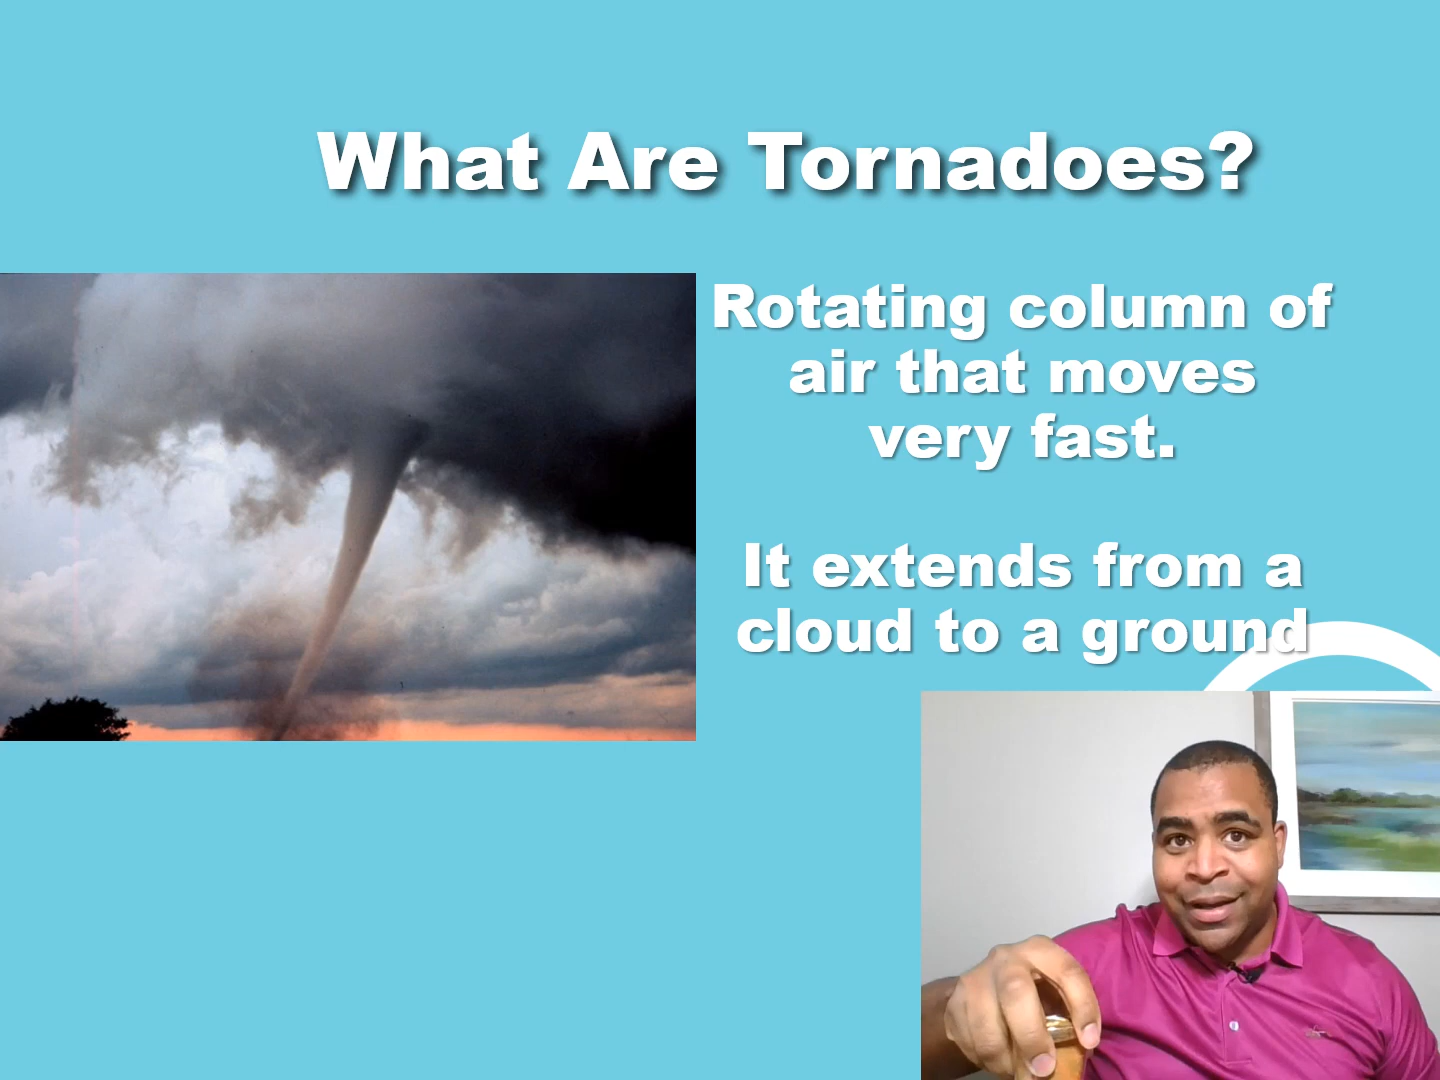 What Are Tornadoes?
Rotating column of
air that moves
very fast.
It extends from a
cloud to a ground